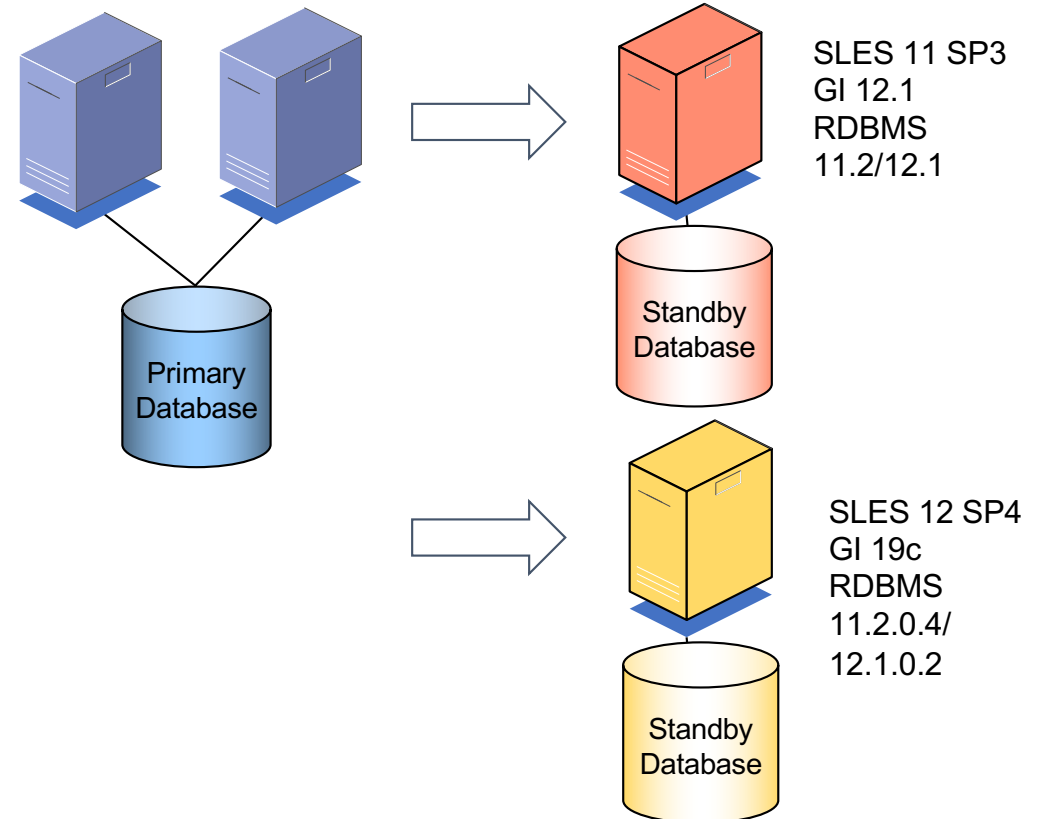 SLES 11 SP3
GI 12.1
RDBMS
11.2/12.1
Standby
Database
Primary
Database
SLES 12 SP4
GI 19c
RDBMS
11.2.0.4/
12.1.0.2
Standby
Database